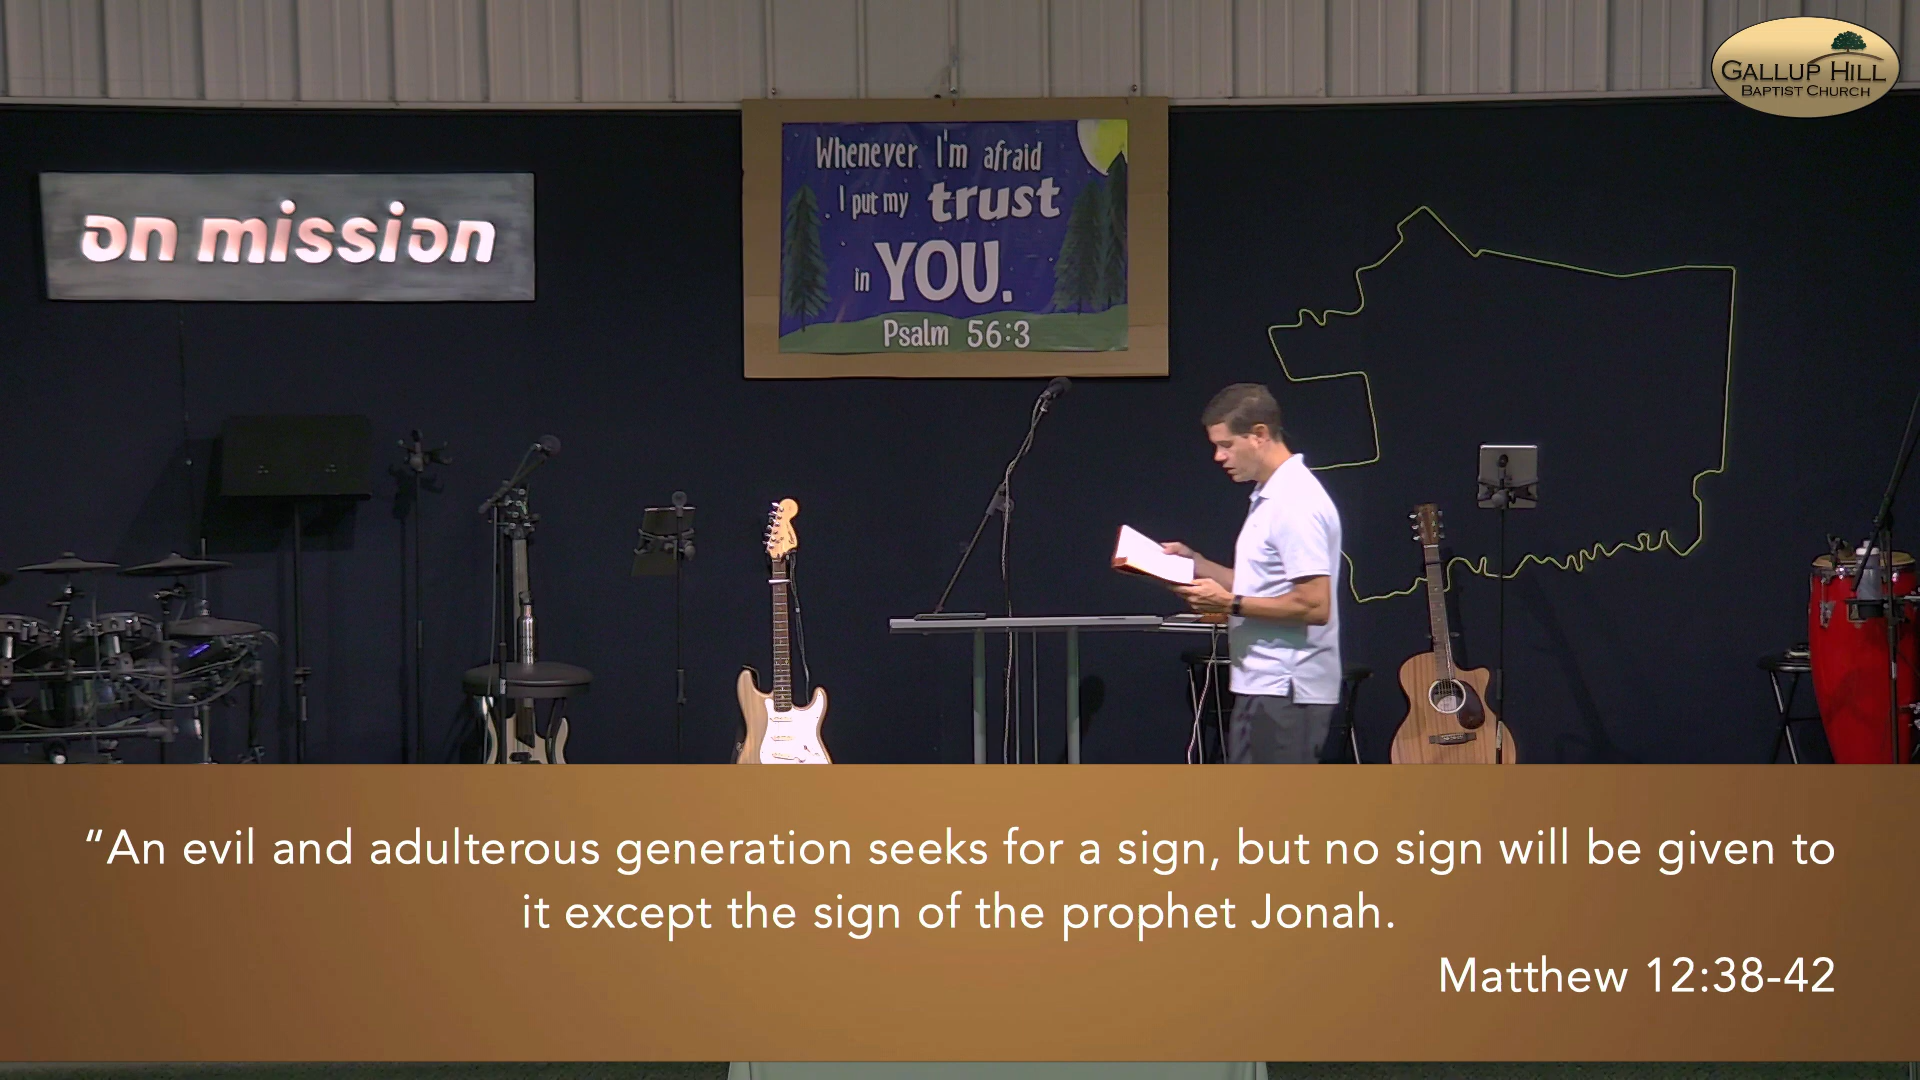 GALLUP HILL
BAPTIST CHURCH
on mission
Whenever I'm afraid
I put my trust
in YOU.
Psalm 56:3
“An evil and adulterous generation seeks for a sign, but no sign will be given to
it except the sign of the prophet Jonah.
Matthew 12:38-42